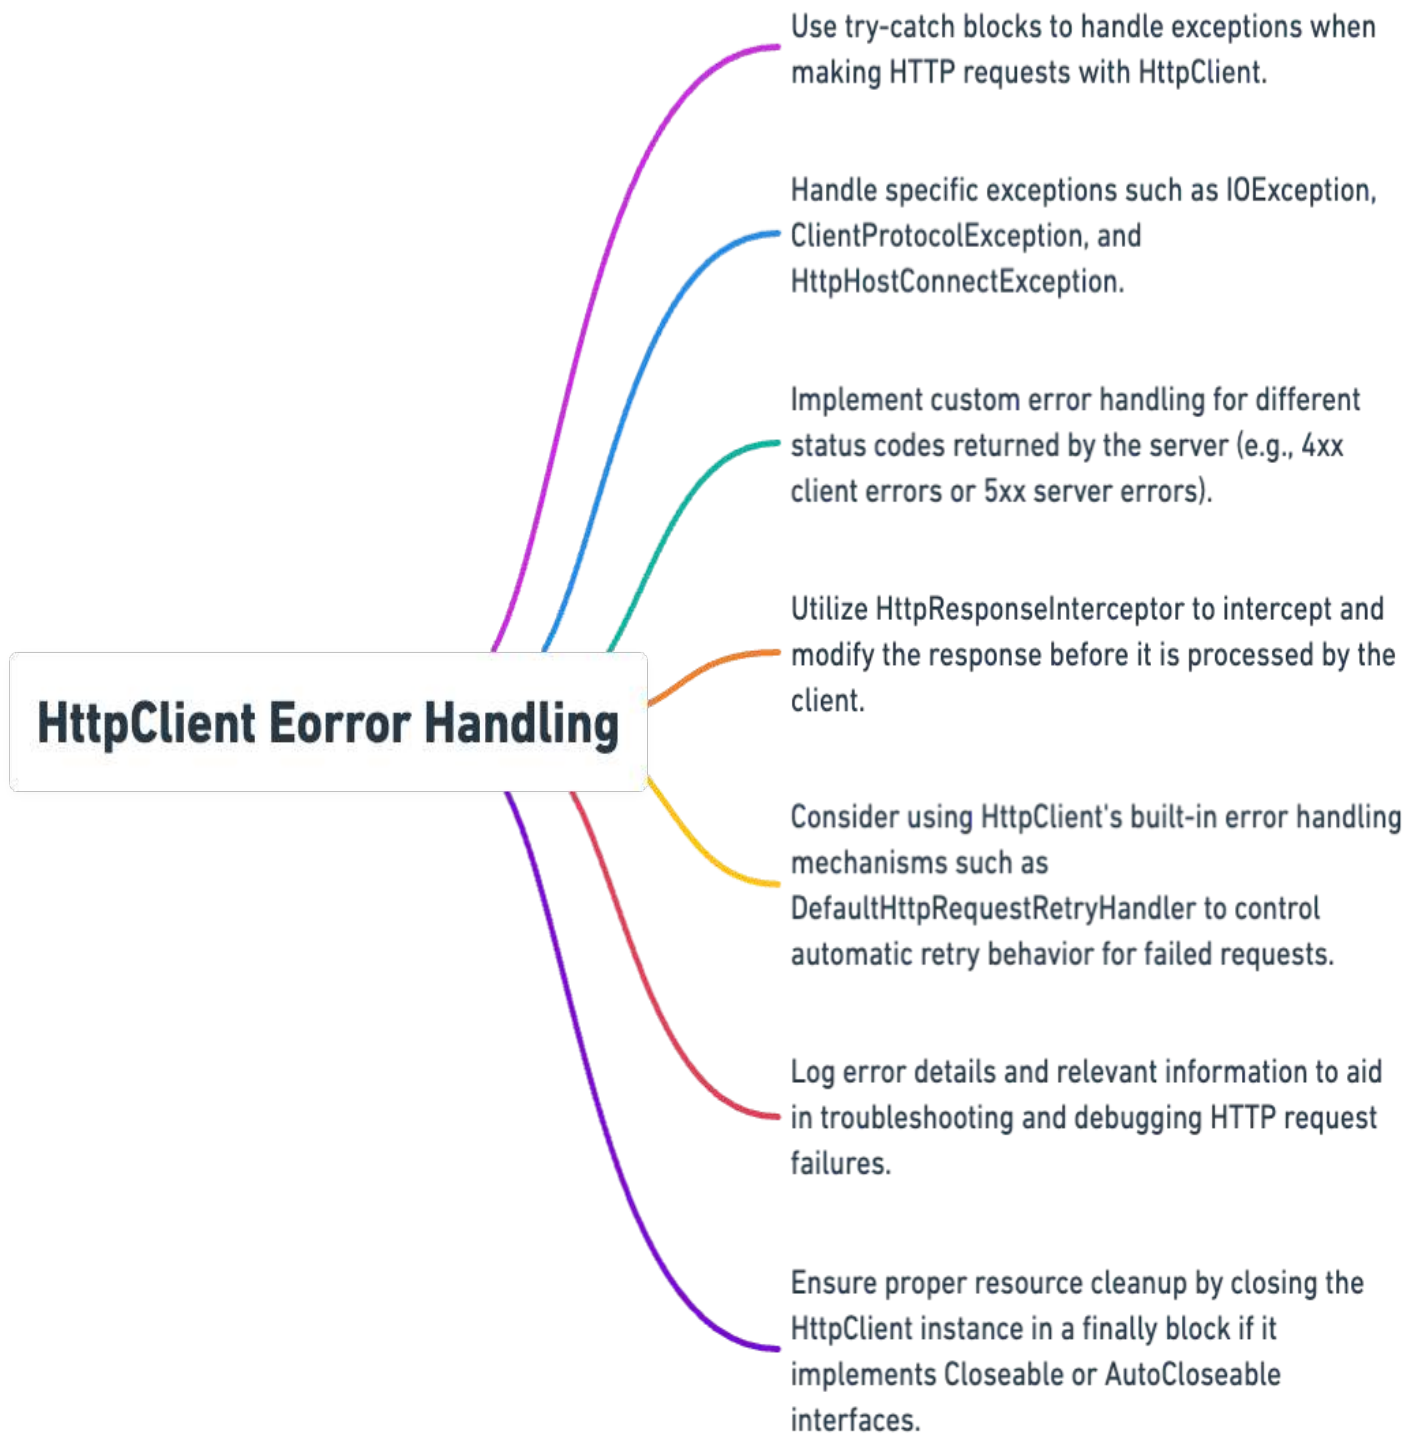 Use try-catch blocks to handle exceptions when
making HTTP requests with HttpClient.
Handle specific exceptions such as IOException,
ClientProtocolException, and
HttpHostConnectException.
Implement custom error handling for different
status codes returned by the server (e.g., 4xx
client errors or 5xx server errors).
Utilize HttpResponseInterceptor to intercept and
modify the response before it is processed by the
client.
HttpClient Eorror Handling
Consider using HttpClient's built-in error handling
mechanisms such as
DefaultHttpRequestRetryHandler to control
automatic retry behavior for failed requests.
Log error details and relevant information to aid
in troubleshooting and debugging HTTP request
failures.
Ensure proper resource cleanup by closing the
HttpClient instance in a finally block if it
implements Closeable or AutoCloseable
interfaces.